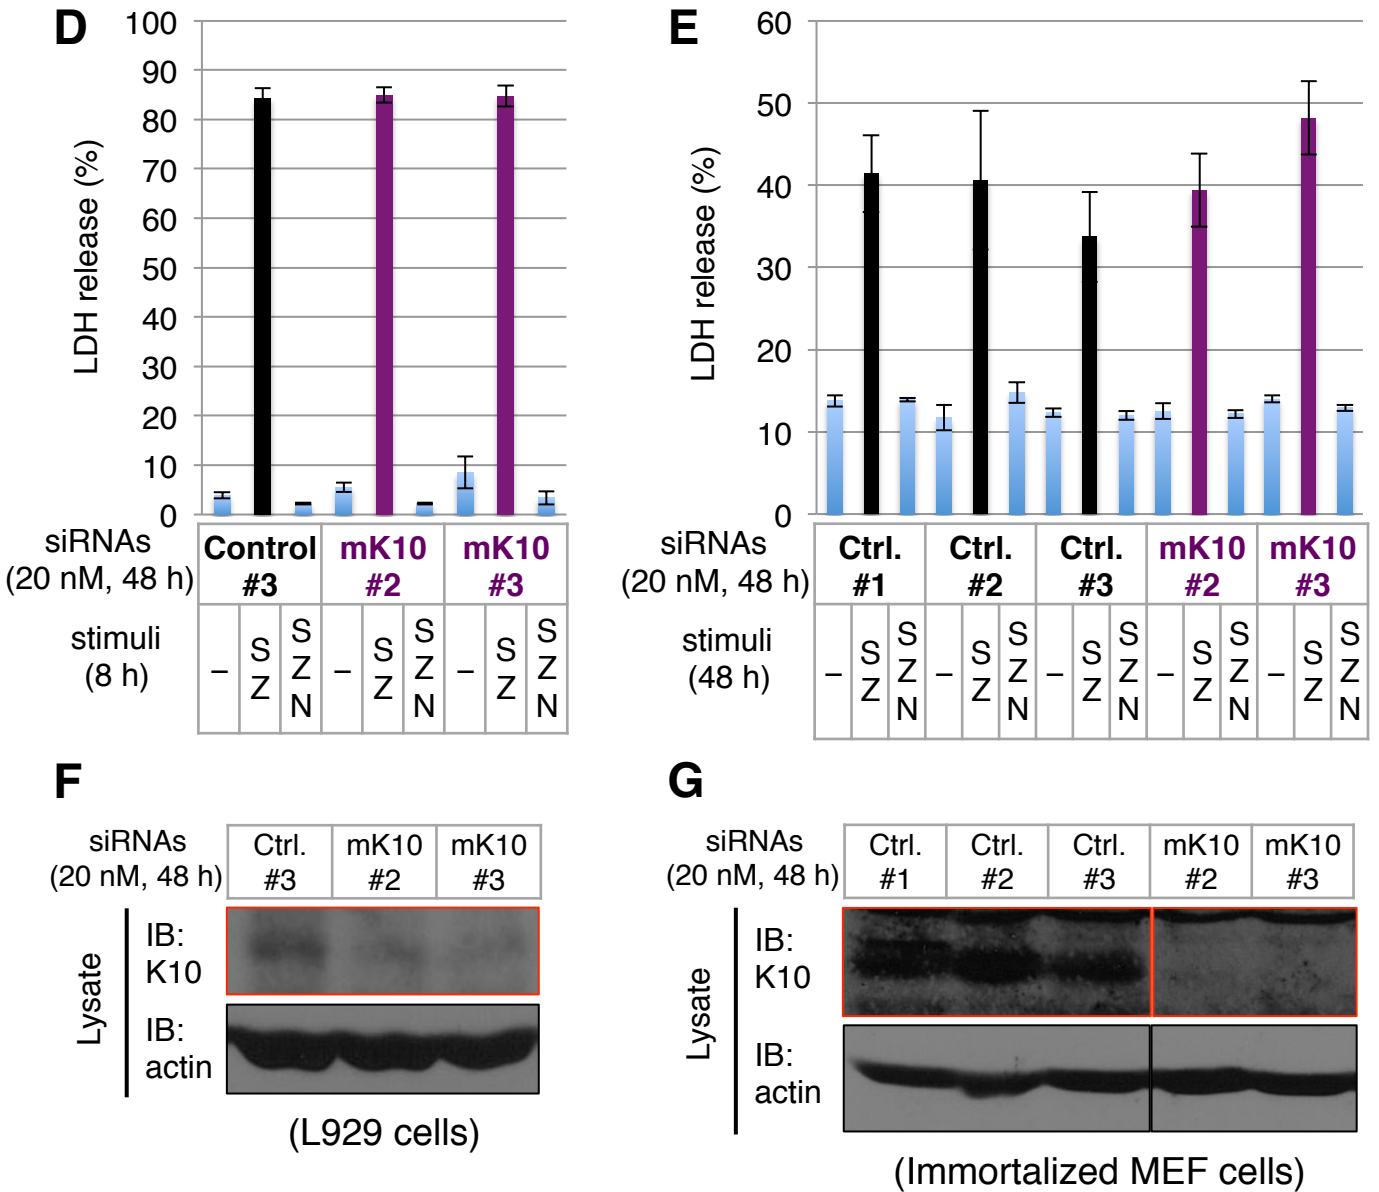 D
100
90
80
70
60
50
40
30
20
10
0
LDH release (%)
siRNAs
(20 nM, 48 h)
Control
#3
mK10
#2
mK10
#3
stimuli
(8 h)
–
S
Z
S
Z
N
–
S
Z
S
Z
N
–
S
Z
S
Z
N
E
60
50
40
30
20
10
0
LDH release (%)
siRNAs
(20 nM, 48 h)
Ctrl.
#1
Ctrl.
#2
Ctrl.
#3
mK10
#2
mK10
#3
stimuli
(48 h)
–
S
Z
S
Z
N
–
S
Z
S
Z
N
–
S
Z
S
Z
N
–
S
Z
S
Z
N
–
S
Z
S
Z
N
F
siRNAs
(20 nM, 48 h)
Ctrl.
#3
mK10
#2
mK10
#3
Lysate
IB:
K10
IB:
actin
(L929 cells)
G
siRNAs
(20 nM, 48 h)
Ctrl.
#1
Ctrl.
#2
Ctrl.
#3
mK10
#2
mK10
#3
Lysate
IB:
K10
IB:
actin
(Immortalized MEF cells)